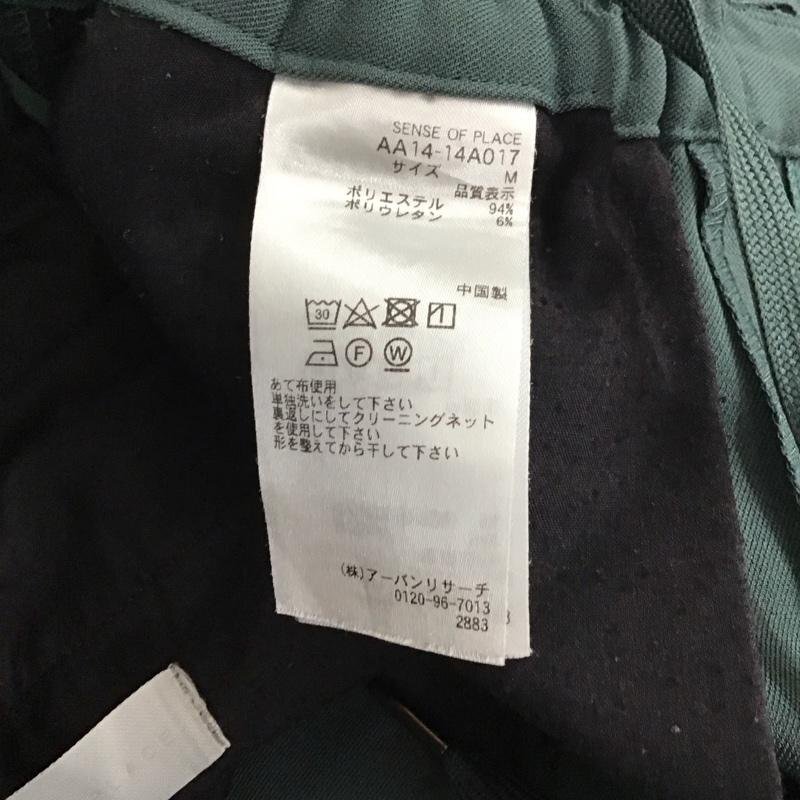 SENSE OF PLACE
AA14-14A017
サイズ M
品質表示
ポリエステル 94%
ポリウレタン 6%
中国製
30
F W
あて布使用
単独洗いをして下さい
裏返しにしてクリーニングネット
を使用して下さい
形を整えてから干して下さい
(株)アーバンリサーチ
0120-96-7013
2883